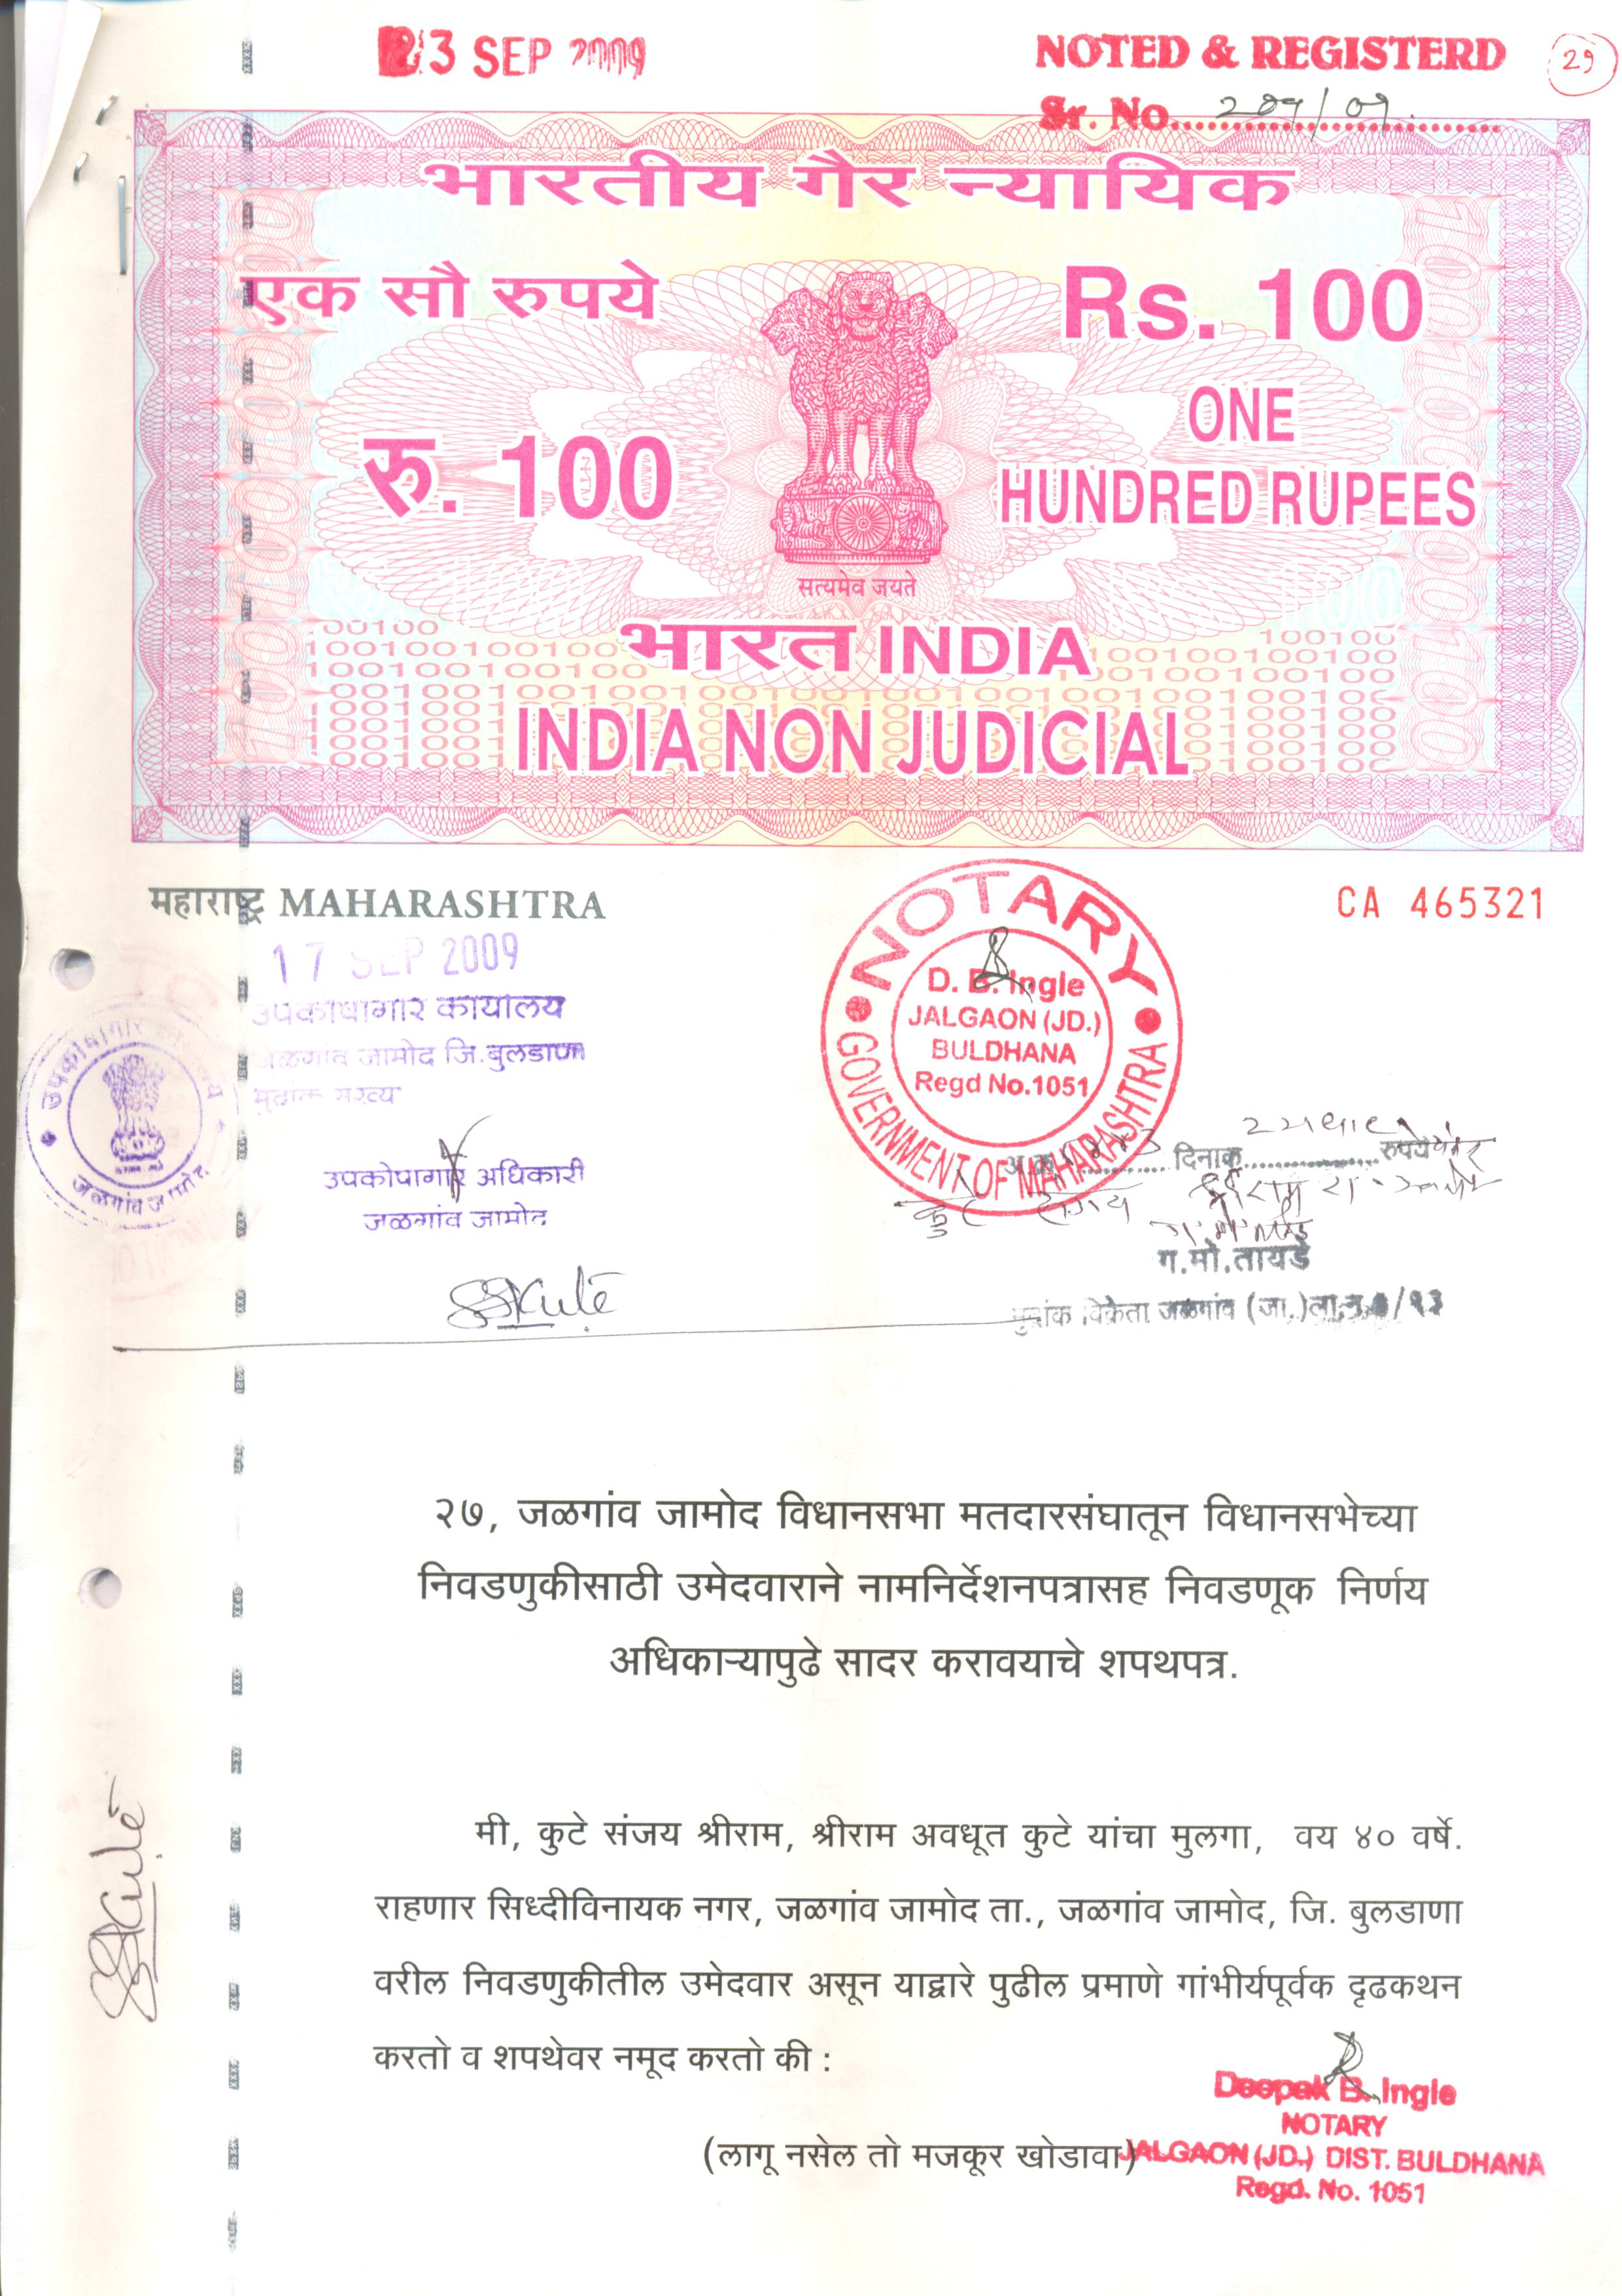 23 SEP 2009
NOTED & REGISTERD
29
Sr. No.
भारतीय गैर न्यायिक
एक सौ रुपये
Rs. 100
रु. 100
ONE
HUNDRED RUPEES
सत्यमेव जयते
भारत INDIA
INDIA NON JUDICIAL
महाराष्ट्र MAHARASHTRA
CA 465321
17 SEP 2009
उपकोषागार कार्यालय
जळगांव जामोद जि.बुलडाणा
उपकोषागार अधिकारी
जळगांव जामोद
NOTARY
D. B. Ingle
JALGAON (JD.)
BULDHANA
Regd No.1051
GOVERNMENT OF MAHARASHTRA
दिनांक
रुपये
ग.मो.तायडे
मुद्रांक विक्रेता जळगांव (जा.)
SSKute
२७, जळगांव जामोद विधानसभा मतदारसंघातून विधानसभेच्या
निवडणुकीसाठी उमेदवाराने नामनिर्देशनपत्रासह निवडणूक निर्णय
अधिकाऱ्यापुढे सादर करावयाचे शपथपत्र.
मी, कुटे संजय श्रीराम, श्रीराम अवधूत कुटे यांचा मुलगा, वय ४० वर्षे.
राहणार सिध्दीविनायक नगर, जळगांव जामोद ता., जळगांव जामोद, जि. बुलडाणा
वरील निवडणुकीतील उमेदवार असून याद्वारे पुढील प्रमाणे गांभीर्यपूर्वक दृढकथन
करतो व शपथेवर नमूद करतो की :
(लागू नसेल तो मजकूर खोडावा)
SSKute
Deepak B. Ingle
NOTARY
JALGAON (JD.) DIST. BULDHANA
Regd. No. 1051